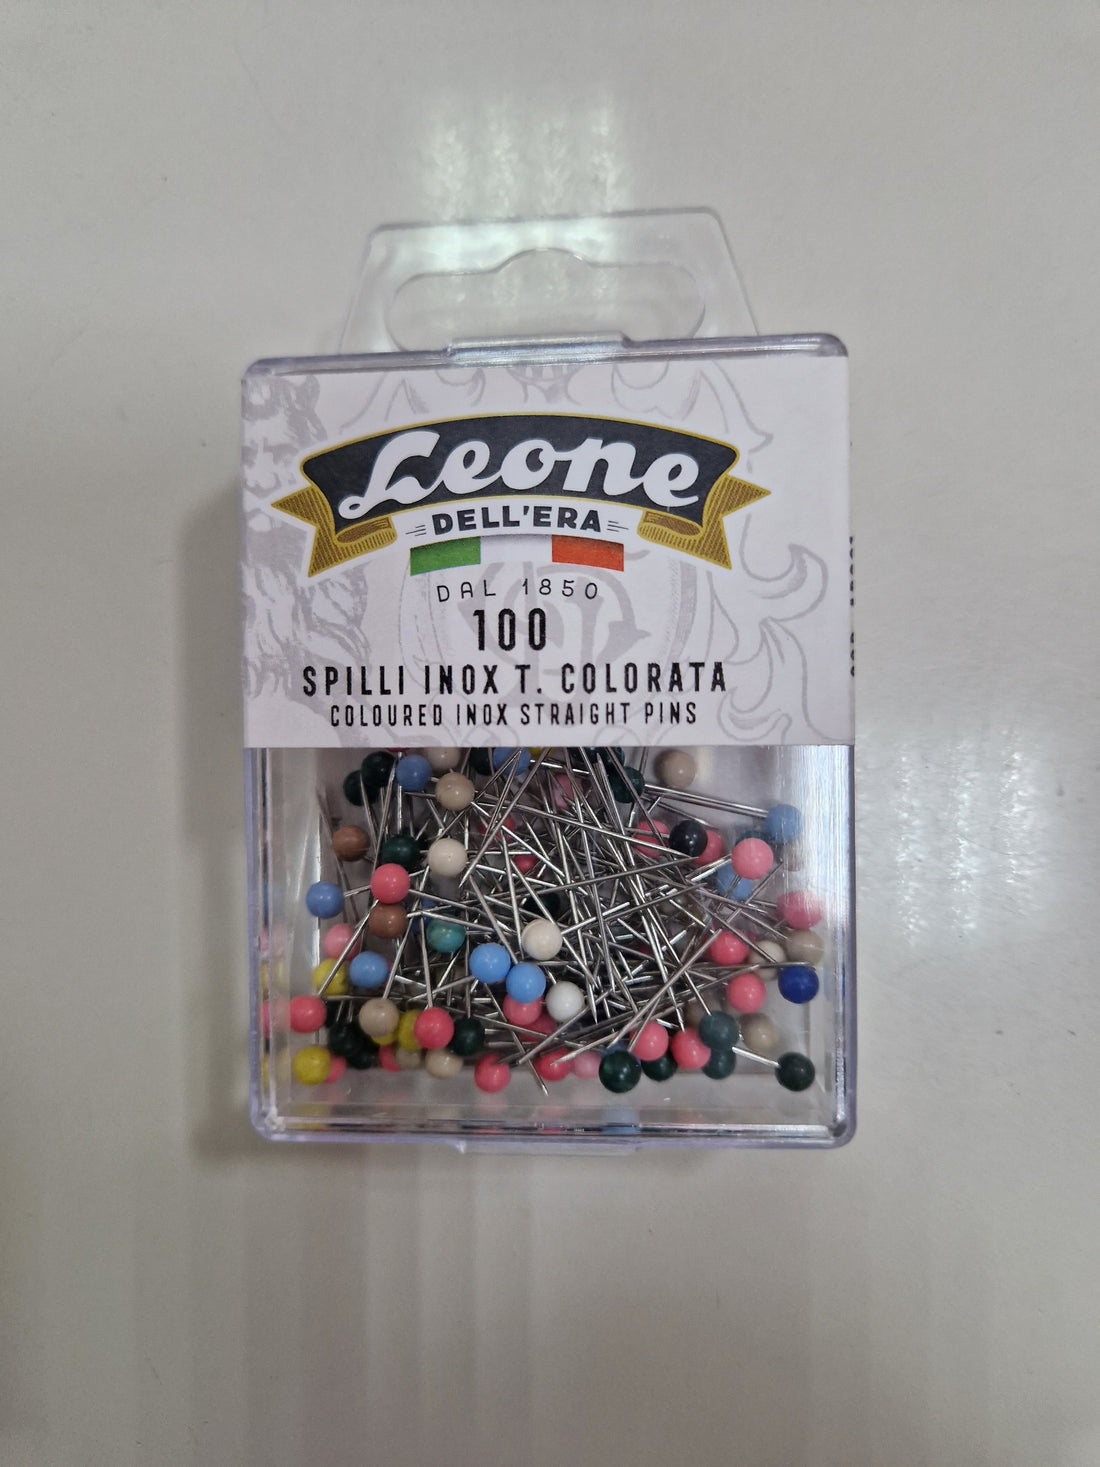 Leone
DELL'ERA
DAL 1850
100
SPILLI INOX T. COLORATA
COLOURED INOX STRAIGHT PINS